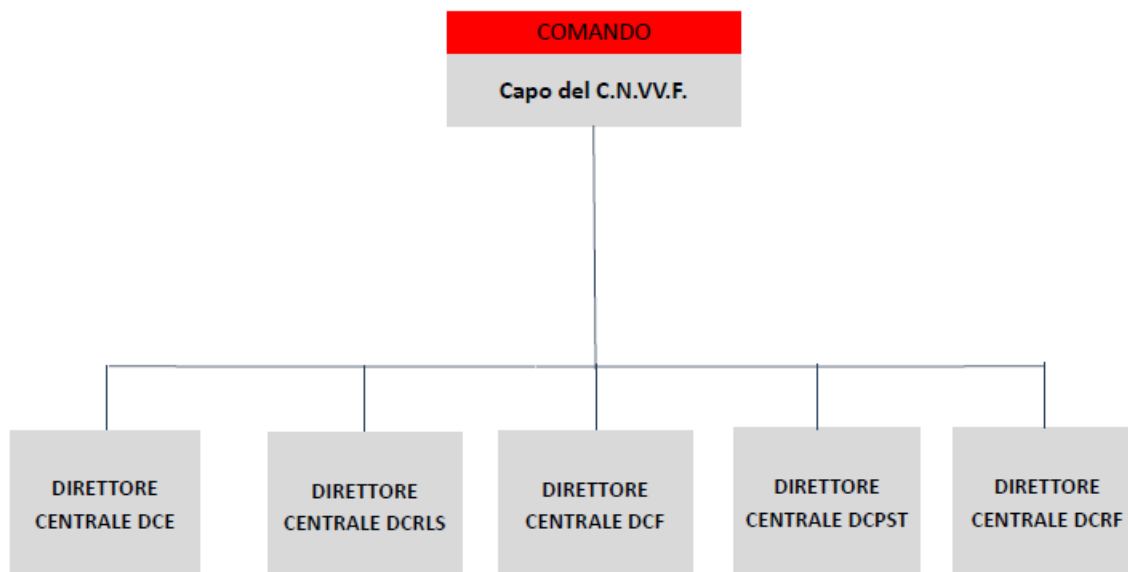 COMANDO
Capo del C.N.VV.F.
DIRETTORE
CENTRALE DCE
DIRETTORE
CENTRALE DCRLS
DIRETTORE
CENTRALE DCF
DIRETTORE
CENTRALE DCPST
DIRETTORE
CENTRALE DCRF